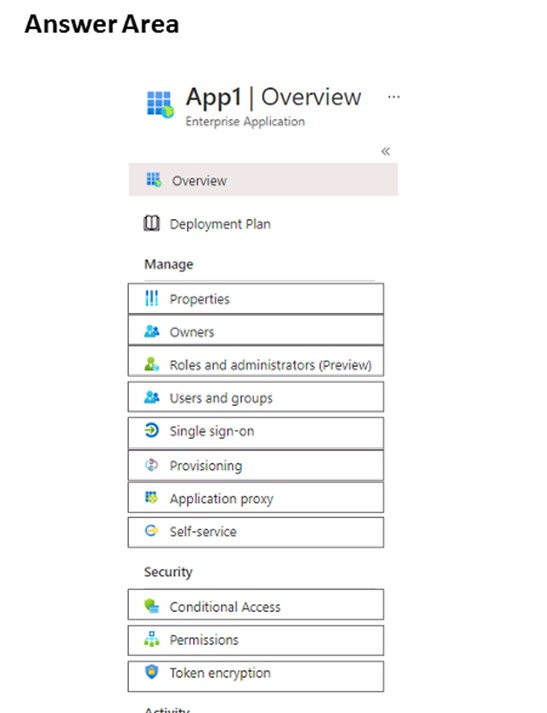 Answer Area
App1 | Overview ...
Enterprise Application
«
Overview
Deployment Plan
Manage
Properties
Owners
Roles and administrators (Preview)
Users and groups
Single sign-on
Provisioning
Application proxy
Self-service
Security
Conditional Access
Permissions
Token encryption
Activity